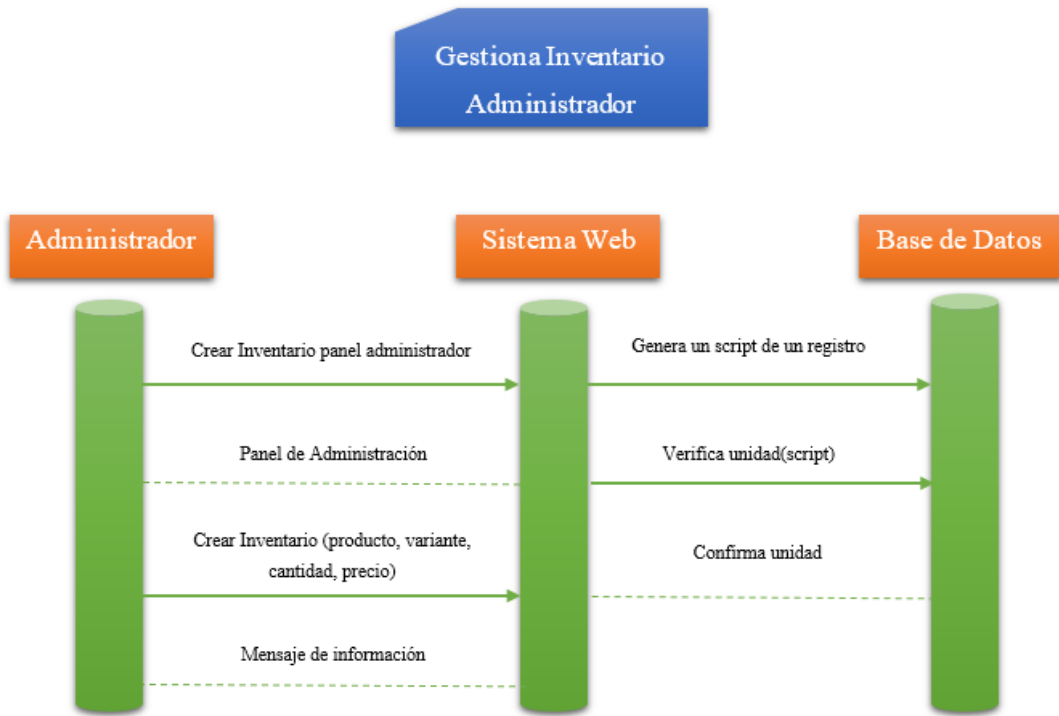 Gestiona Inventario
Administrador
Administrador
Sistema Web
Base de Datos
Crear Inventario panel administrador
Genera un script de un registro
Panel de Administración
Verifica unidad(script)
Crear Inventario (producto, variante,
cantidad, precio)
Confirma unidad
Mensaje de información